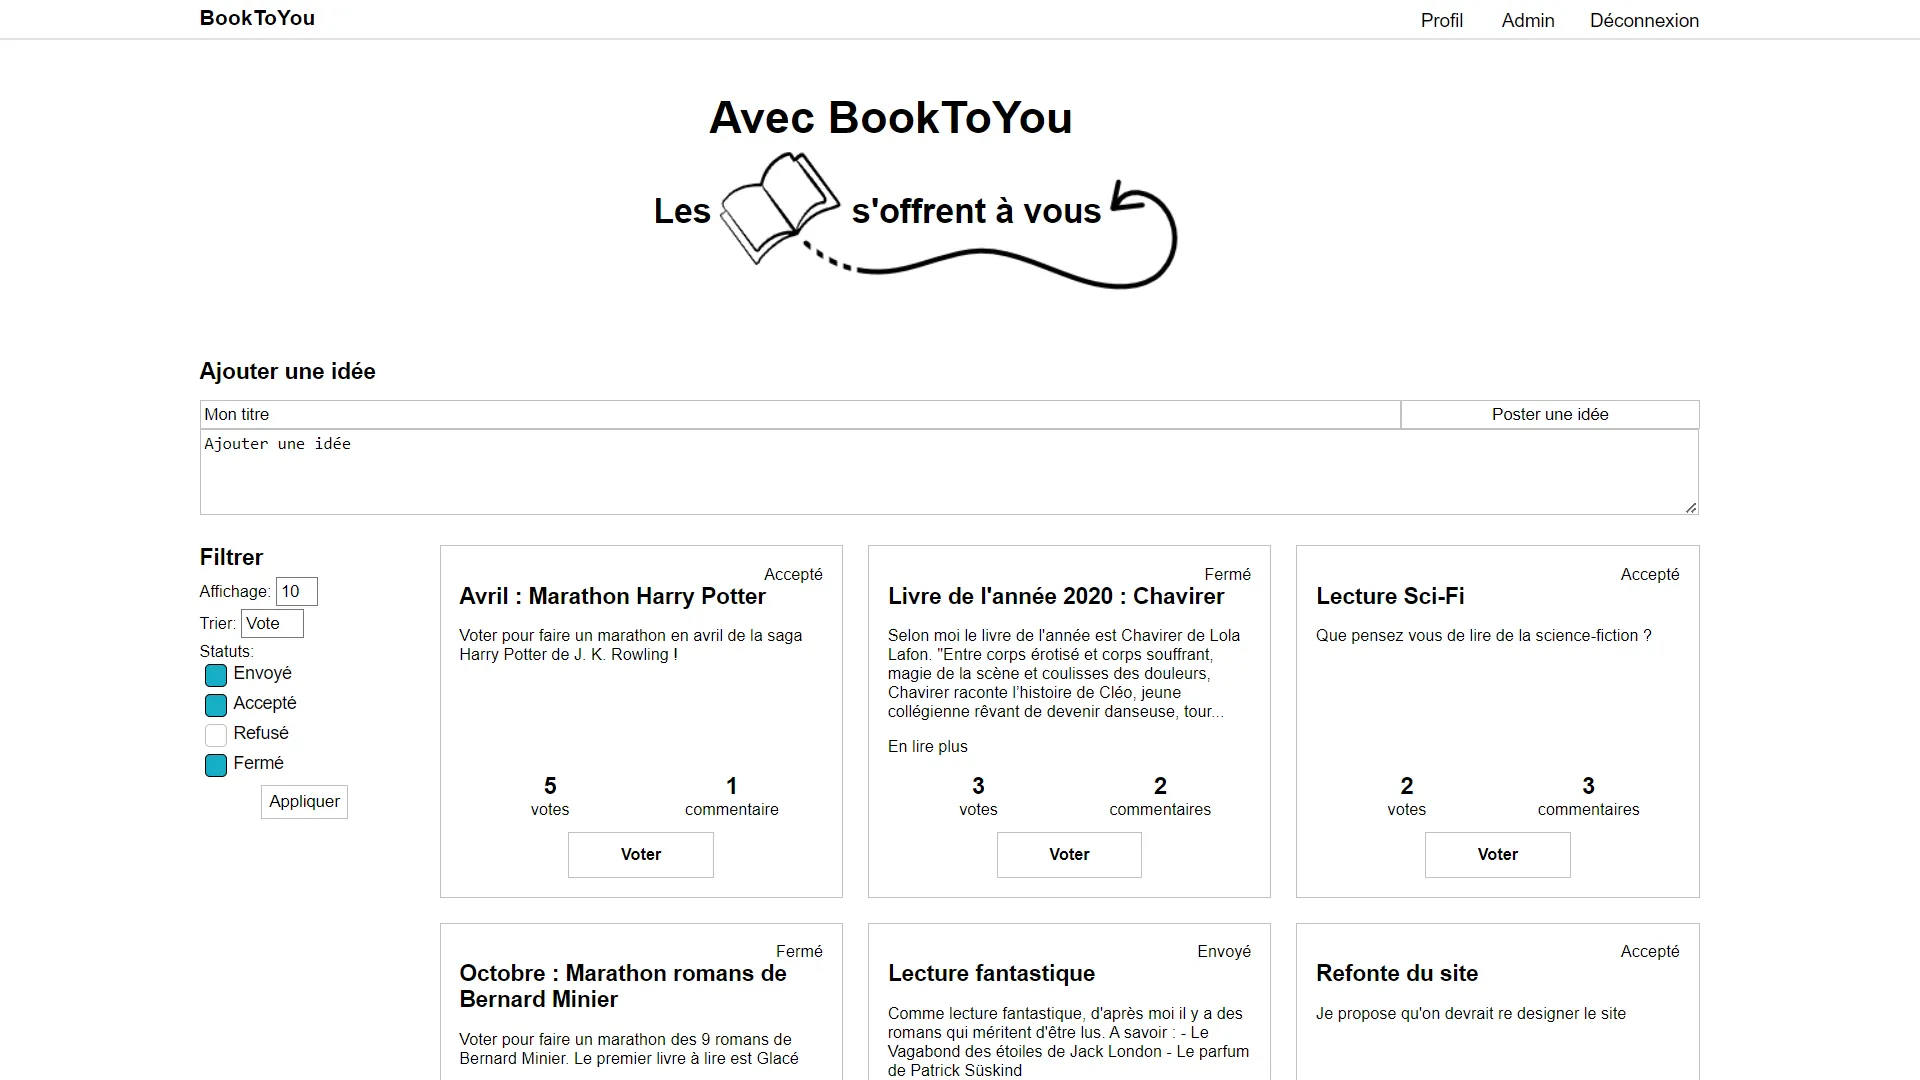 BookToYou
Profil
Admin
Déconnexion
Avec BookToYou
Les s'offrent à vous
Ajouter une idée
Mon titre
Poster une idée
Ajouter une idée
Filtrer
Affichage: 10
Trier: Vote
Statuts:
Envoyé
Accepté
Refusé
Fermé
Appliquer
Accepté
Avril : Marathon Harry Potter
Voter pour faire un marathon en avril de la saga
Harry Potter de J. K. Rowling !
5
votes
1
commentaire
Voter
Fermé
Livre de l'année 2020 : Chavirer
Selon moi le livre de l'année est Chavirer de Lola
Lafon. "Entre corps érotisé et corps souffrant,
magie de la scène et coulisses des douleurs,
Chavirer raconte l’histoire de Cléo, jeune
collégienne rêvant de devenir danseuse, tour...
En lire plus
3
votes
2
commentaires
Voter
Accepté
Lecture Sci-Fi
Que pensez vous de lire de la science-fiction ?
2
votes
3
commentaires
Voter
Fermé
Octobre : Marathon romans de
Bernard Minier
Voter pour faire un marathon des 9 romans de
Bernard Minier. Le premier livre à lire est Glacé
Envoyé
Lecture fantastique
Comme lecture fantastique, d'après moi il y a des
romans qui méritent d'être lus. A savoir : - Le
Vagabond des étoiles de Jack London - Le parfum
de Patrick Süskind
Accepté
Refonte du site
Je propose qu'on devrait re designer le site